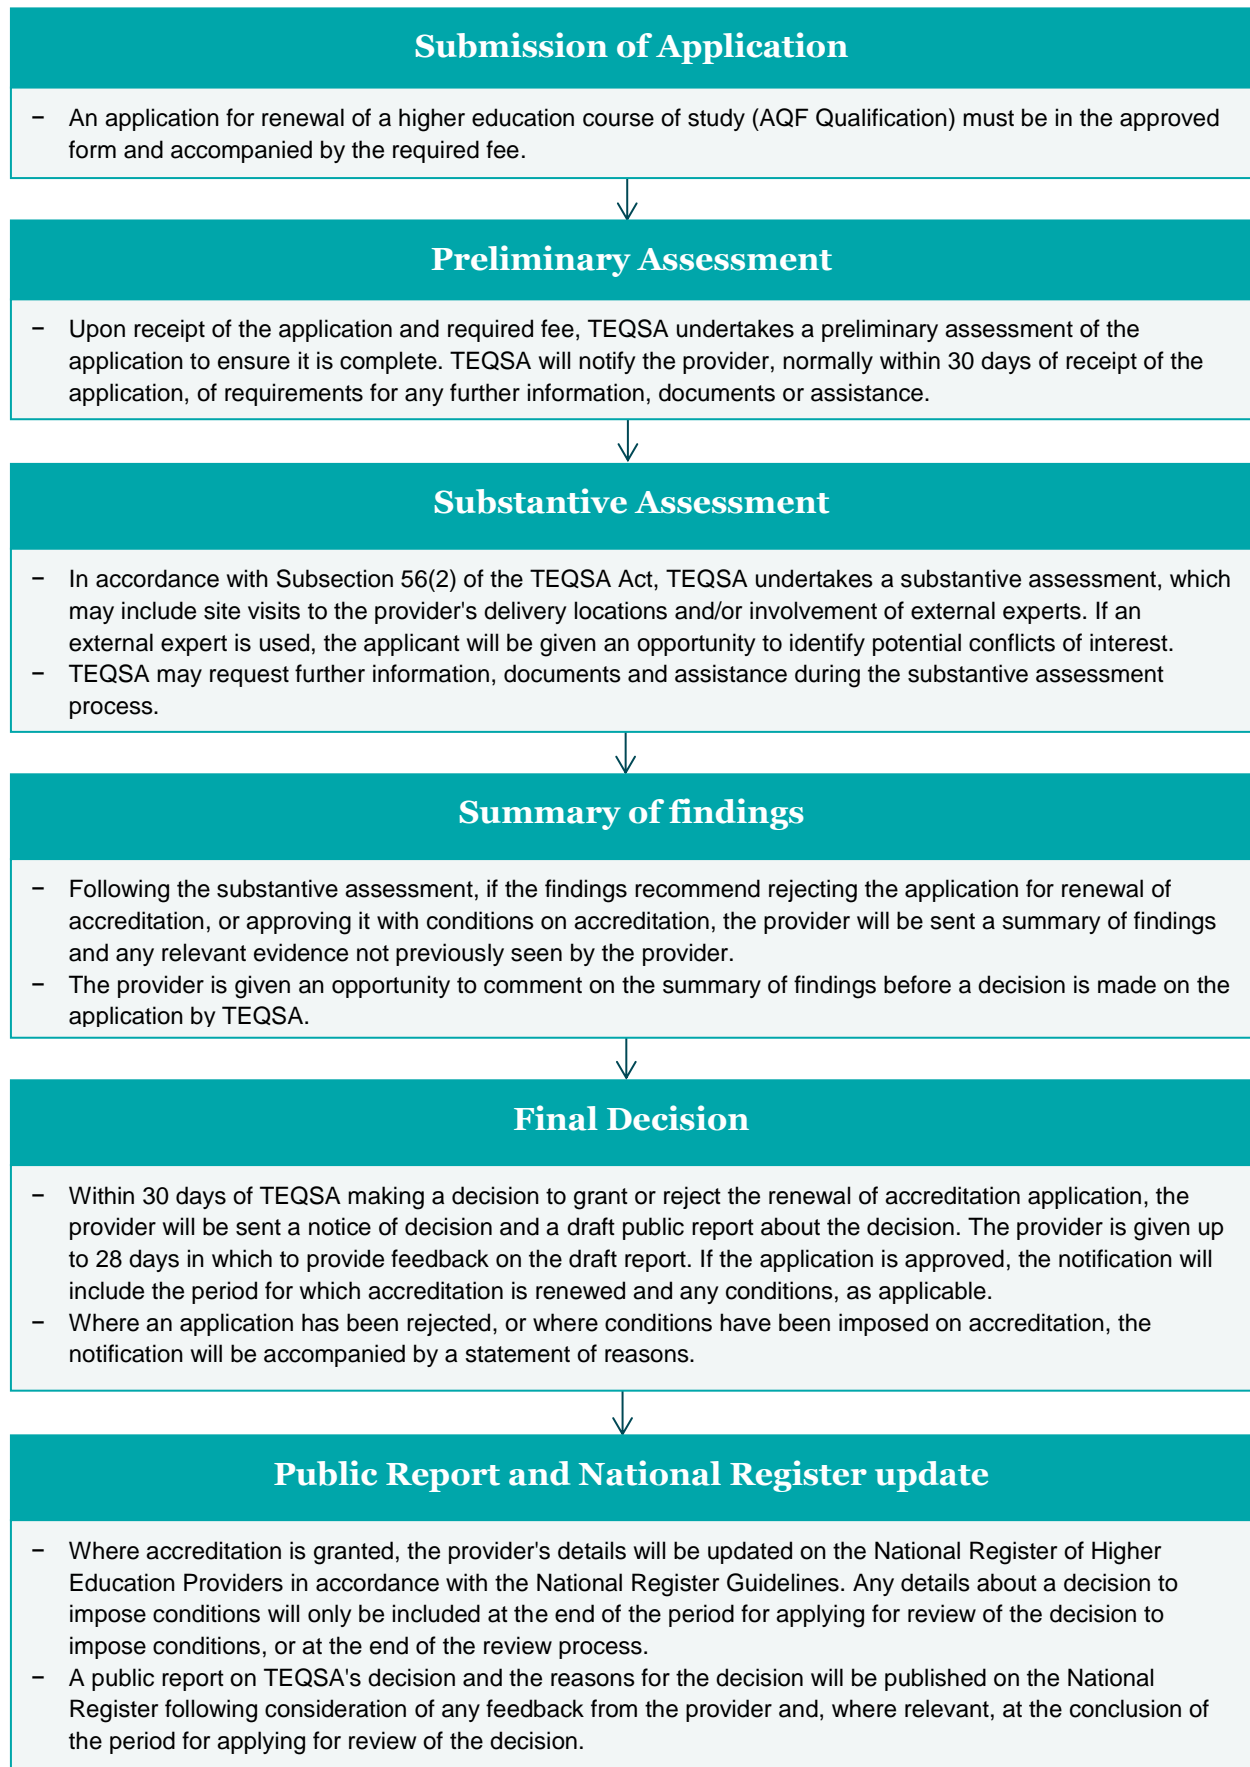 Submission of Application
− An application for renewal of a higher education course of study (AQF Qualification) must be in the approved
form and accompanied by the required fee.
Preliminary Assessment
− Upon receipt of the application and required fee, TEQSA undertakes a preliminary assessment of the
application to ensure it is complete. TEQSA will notify the provider, normally within 30 days of receipt of the
application, of requirements for any further information, documents or assistance.
Substantive Assessment
− In accordance with Subsection 56(2) of the TEQSA Act, TEQSA undertakes a substantive assessment, which
may include site visits to the provider's delivery locations and/or involvement of external experts. If an
external expert is used, the applicant will be given an opportunity to identify potential conflicts of interest.
− TEQSA may request further information, documents and assistance during the substantive assessment
process.
Summary of findings
− Following the substantive assessment, if the findings recommend rejecting the application for renewal of
accreditation, or approving it with conditions on accreditation, the provider will be sent a summary of findings
and any relevant evidence not previously seen by the provider.
− The provider is given an opportunity to comment on the summary of findings before a decision is made on the
application by TEQSA.
Final Decision
− Within 30 days of TEQSA making a decision to grant or reject the renewal of accreditation application, the
provider will be sent a notice of decision and a draft public report about the decision. The provider is given up
to 28 days in which to provide feedback on the draft report. If the application is approved, the notification will
include the period for which accreditation is renewed and any conditions, as applicable.
− Where an application has been rejected, or where conditions have been imposed on accreditation, the
notification will be accompanied by a statement of reasons.
Public Report and National Register update
− Where accreditation is granted, the provider's details will be updated on the National Register of Higher
Education Providers in accordance with the National Register Guidelines. Any details about a decision to
impose conditions will only be included at the end of the period for applying for review of the decision to
impose conditions, or at the end of the review process.
− A public report on TEQSA's decision and the reasons for the decision will be published on the National
Register following consideration of any feedback from the provider and, where relevant, at the conclusion of
the period for applying for review of the decision.